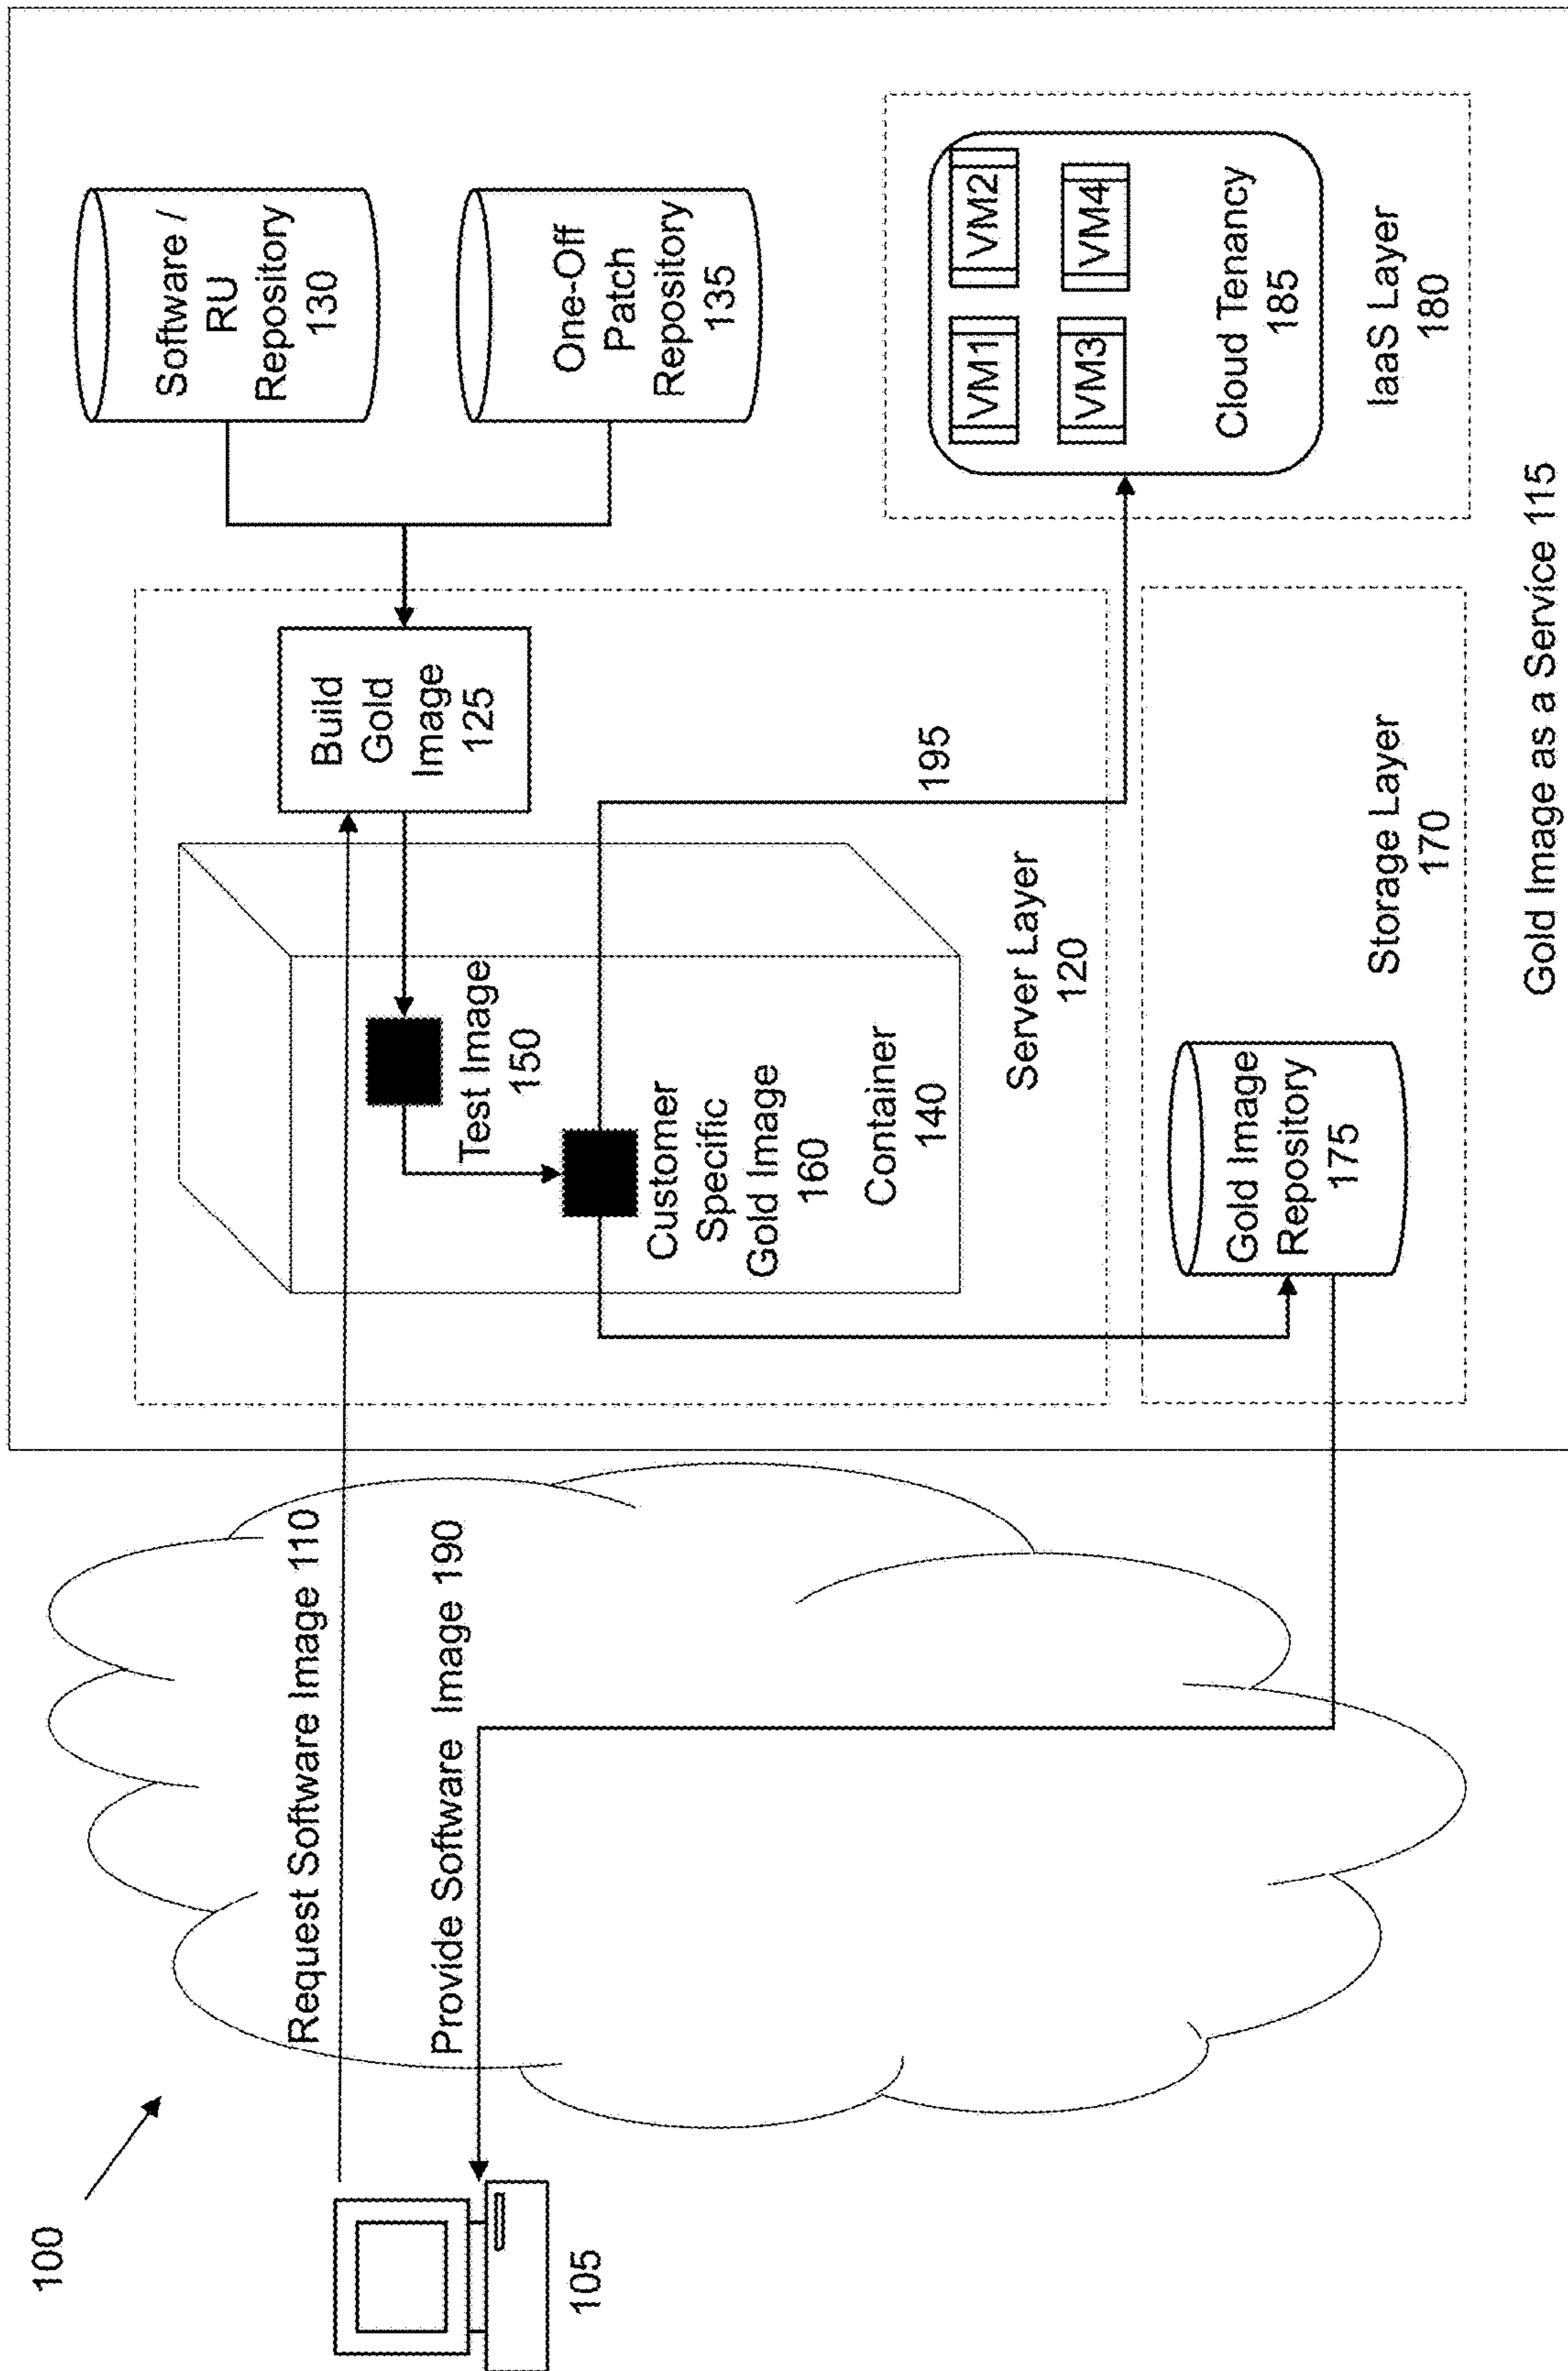 100
105
Request Software Image 110
Provide Software Image 190
Build
Gold
Image
125
Software /
RU
Repository
130
One-Off
Patch
Repository
135
Test Image
150
Customer
Specific
Gold Image
160
Container
140
Server Layer
120
195
VM1
VM2
VM3
VM4
Cloud Tenancy
185
IaaS Layer
180
Gold Image
Repository
175
Storage Layer
170
Gold Image as a Service 115